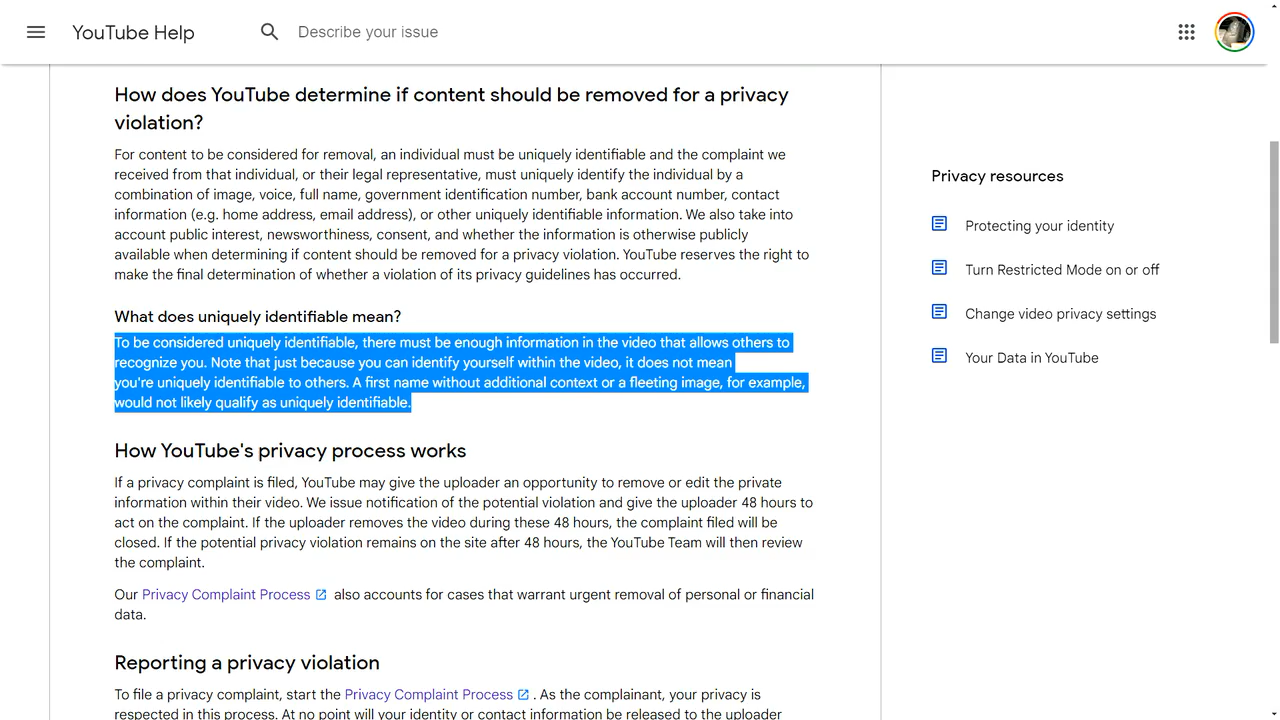 YouTube Help
Describe your issue
How does YouTube determine if content should be removed for a privacy
violation?
For content to be considered for removal, an individual must be uniquely identifiable and the complaint we
received from that individual, or their legal representative, must uniquely identify the individual by a
combination of image, voice, full name, government identification number, bank account number, contact
information (e.g. home address, email address), or other uniquely identifiable information. We also take into
account public interest, newsworthiness, consent, and whether the information is otherwise publicly
available when determining if content should be removed for a privacy violation. YouTube reserves the right to
make the final determination of whether a violation of its privacy guidelines has occurred.
What does uniquely identifiable mean?
To be considered uniquely identifiable, there must be enough information in the video that allows others to
recognize you. Note that just because you can identify yourself within the video, it does not mean
you're uniquely identifiable to others. A first name without additional context or a fleeting image, for example,
would not likely qualify as uniquely identifiable.
How YouTube's privacy process works
If a privacy complaint is filed, YouTube may give the uploader an opportunity to remove or edit the private
information within their video. We issue notification of the potential violation and give the uploader 48 hours to
act on the complaint. If the uploader removes the video during these 48 hours, the complaint filed will be
closed. If the potential privacy violation remains on the site after 48 hours, the YouTube Team will then review
the complaint.
Our Privacy Complaint Process also accounts for cases that warrant urgent removal of personal or financial
data.
Reporting a privacy violation
To file a privacy complaint, start the Privacy Complaint Process . As the complainant, your privacy is
respected in this process. At no point will your identity or contact information be released to the uploader
Privacy resources
Protecting your identity
Turn Restricted Mode on or off
Change video privacy settings
Your Data in YouTube